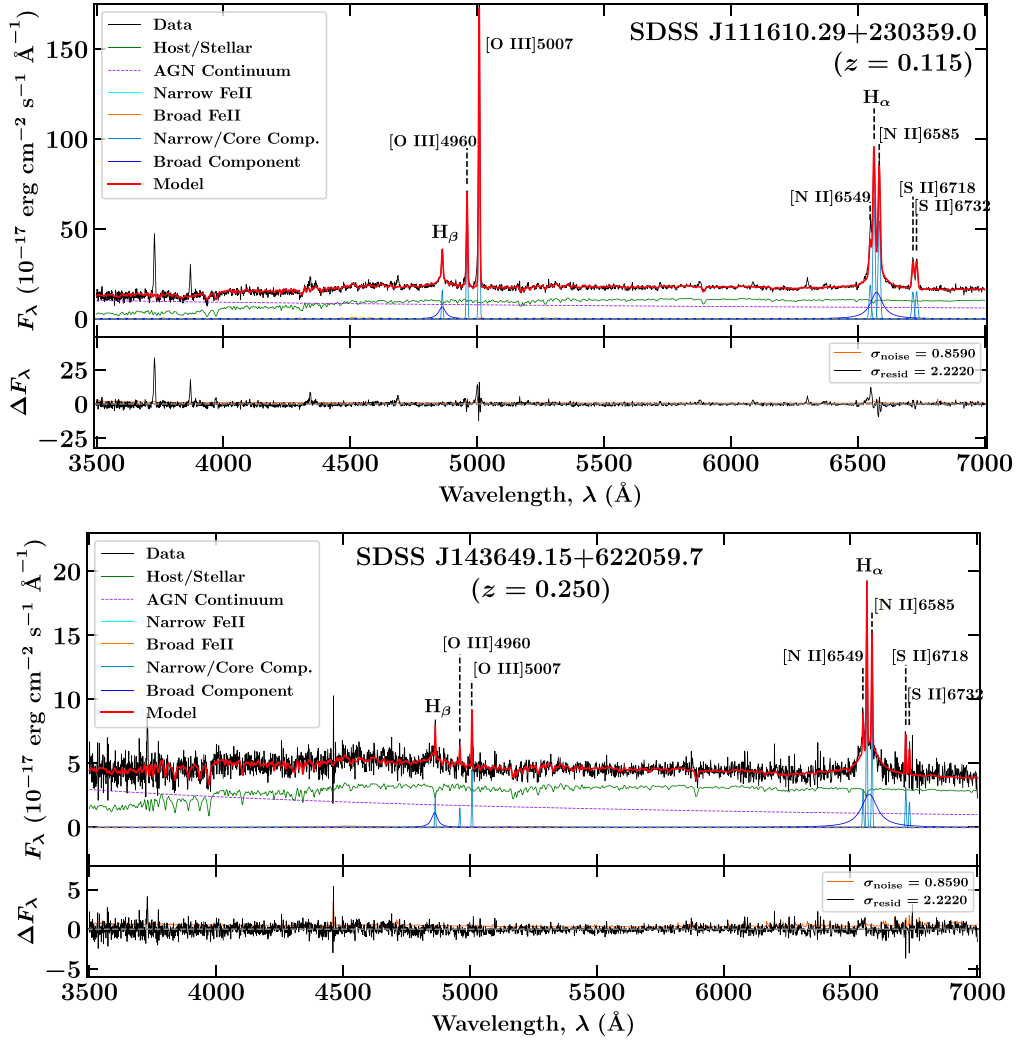 SDSS J111610.29+230359.0
(z = 0.115)
Data
Host/Stellar
AGN Continuum
Narrow FeII
Broad FeII
Narrow/Core Comp.
Broad Component
Model
[O III]5007
[O III]4960
Hβ
Hα
[N II]6585
[N II]6549
[S II]6718
[S II]6732
Fλ (10⁻¹⁷ erg cm⁻² s⁻¹ Å⁻¹)
150
100
50
0
ΔFλ
25
0
−25
σnoise = 0.8590
σresid = 2.2220
3500 4000 4500 5000 5500 6000 6500 7000
Wavelength, λ (Å)
SDSS J143649.15+622059.7
(z = 0.250)
Data
Host/Stellar
AGN Continuum
Narrow FeII
Broad FeII
Narrow/Core Comp.
Broad Component
Model
[O III]4960
[O III]5007
Hβ
Hα
[N II]6585
[N II]6549
[S II]6718
[S II]6732
Fλ (10⁻¹⁷ erg cm⁻² s⁻¹ Å⁻¹)
20
15
10
5
0
ΔFλ
5
0
−5
σnoise = 0.8590
σresid = 2.2220
3500 4000 4500 5000 5500 6000 6500 7000
Wavelength, λ (Å)